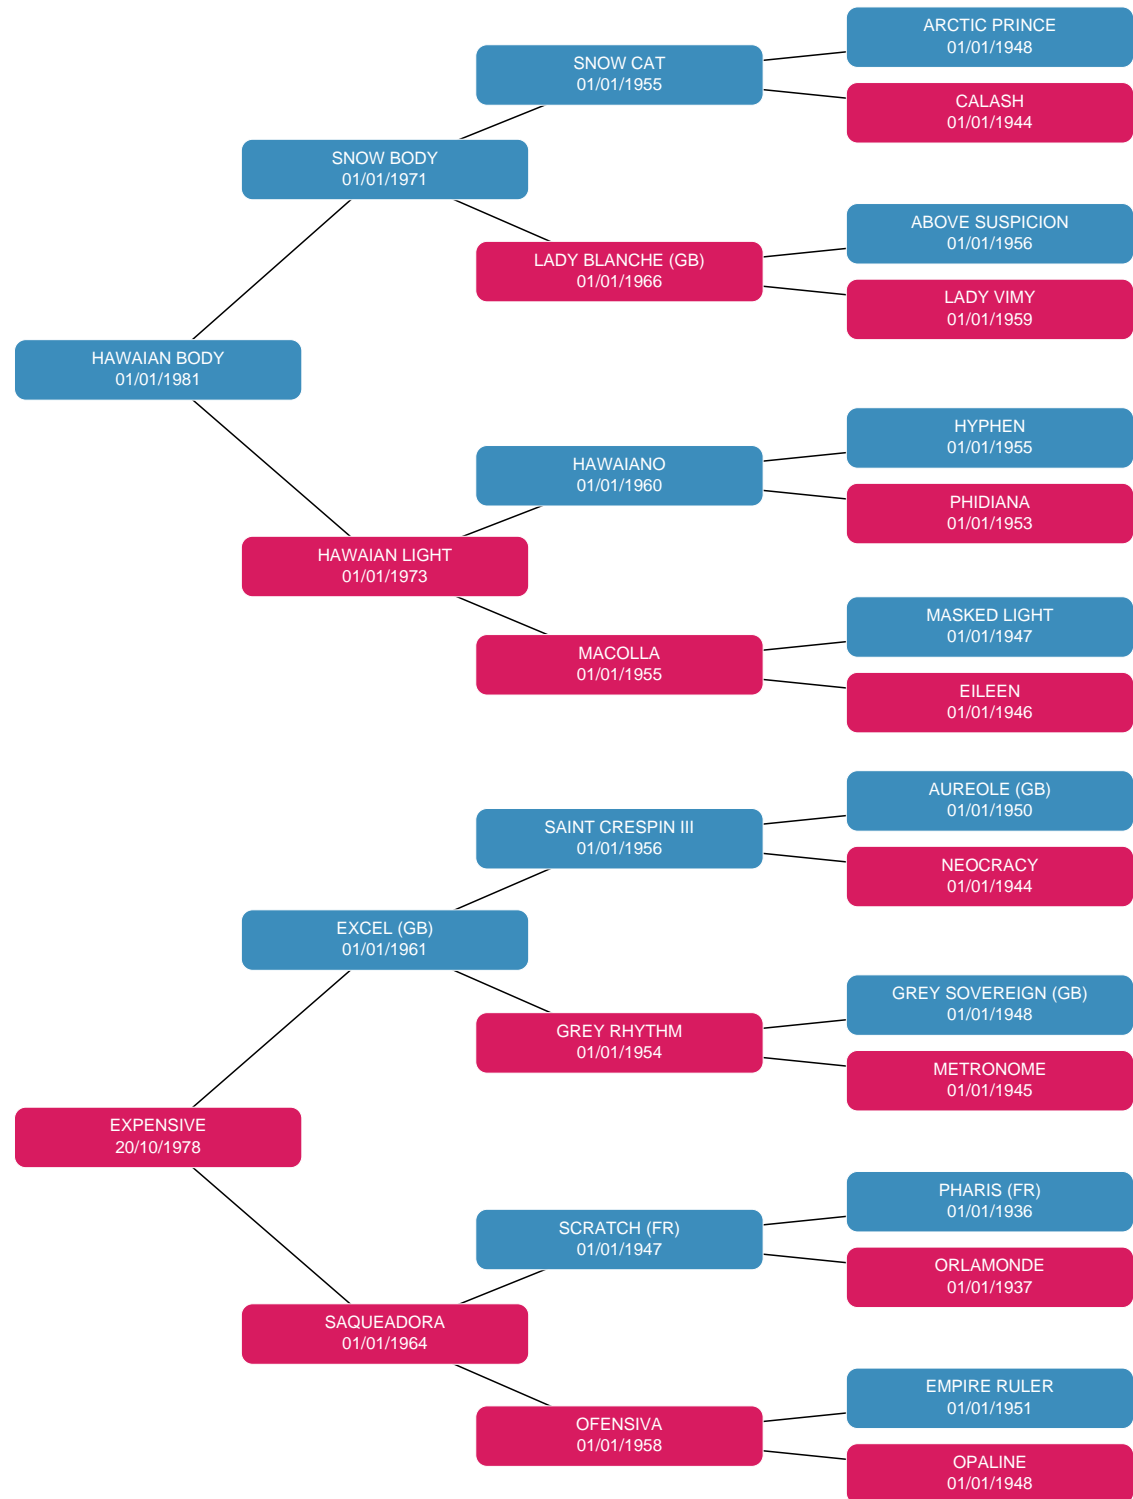 ARCTIC PRINCE
01/01/1948
SNOW CAT
01/01/1955
CALASH
01/01/1944
SNOW BODY
01/01/1971
ABOVE SUSPICION
01/01/1956
LADY BLANCHE (GB)
01/01/1966
LADY VIMY
01/01/1959
HAWAIAN BODY
01/01/1981
HYPHEN
01/01/1955
HAWAIANO
01/01/1960
PHIDIANA
01/01/1953
HAWAIAN LIGHT
01/01/1973
MASKED LIGHT
01/01/1947
MACOLLA
01/01/1955
EILEEN
01/01/1946
AUREOLE (GB)
01/01/1950
SAINT CRESPIN III
01/01/1956
NEOCRACY
01/01/1944
EXCEL (GB)
01/01/1961
GREY SOVEREIGN (GB)
01/01/1948
GREY RHYTHM
01/01/1954
METRONOME
01/01/1945
EXPENSIVE
20/10/1978
PHARIS (FR)
01/01/1936
SCRATCH (FR)
01/01/1947
ORLAMONDE
01/01/1937
SAQUEADORA
01/01/1964
EMPIRE RULER
01/01/1951
OFENSIVA
01/01/1958
OPALINE
01/01/1948